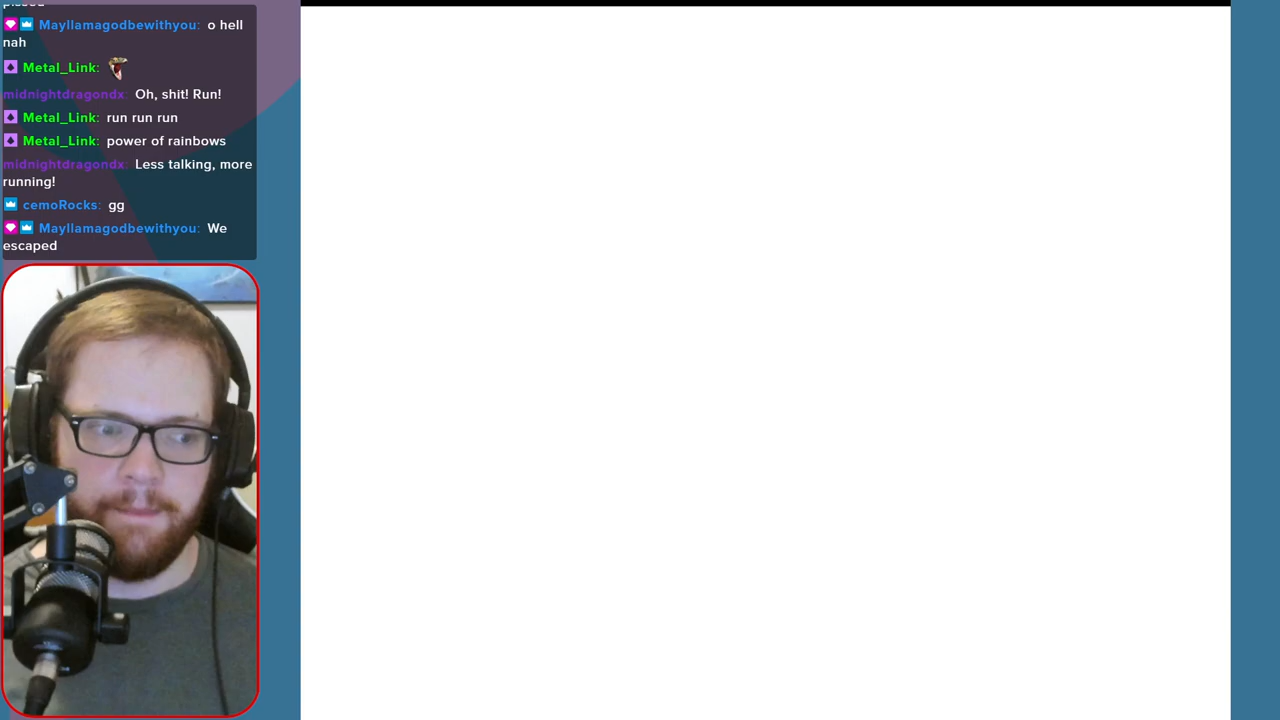 Mayllamagodbewithyou: o hell
nah
Metal_Link:
midnightdragondx: Oh, shit! Run!
Metal_Link: run run run
Metal_Link: power of rainbows
midnightdragondx: Less talking, more
running!
cemoRocks: gg
Mayllamagodbewithyou: We
escaped